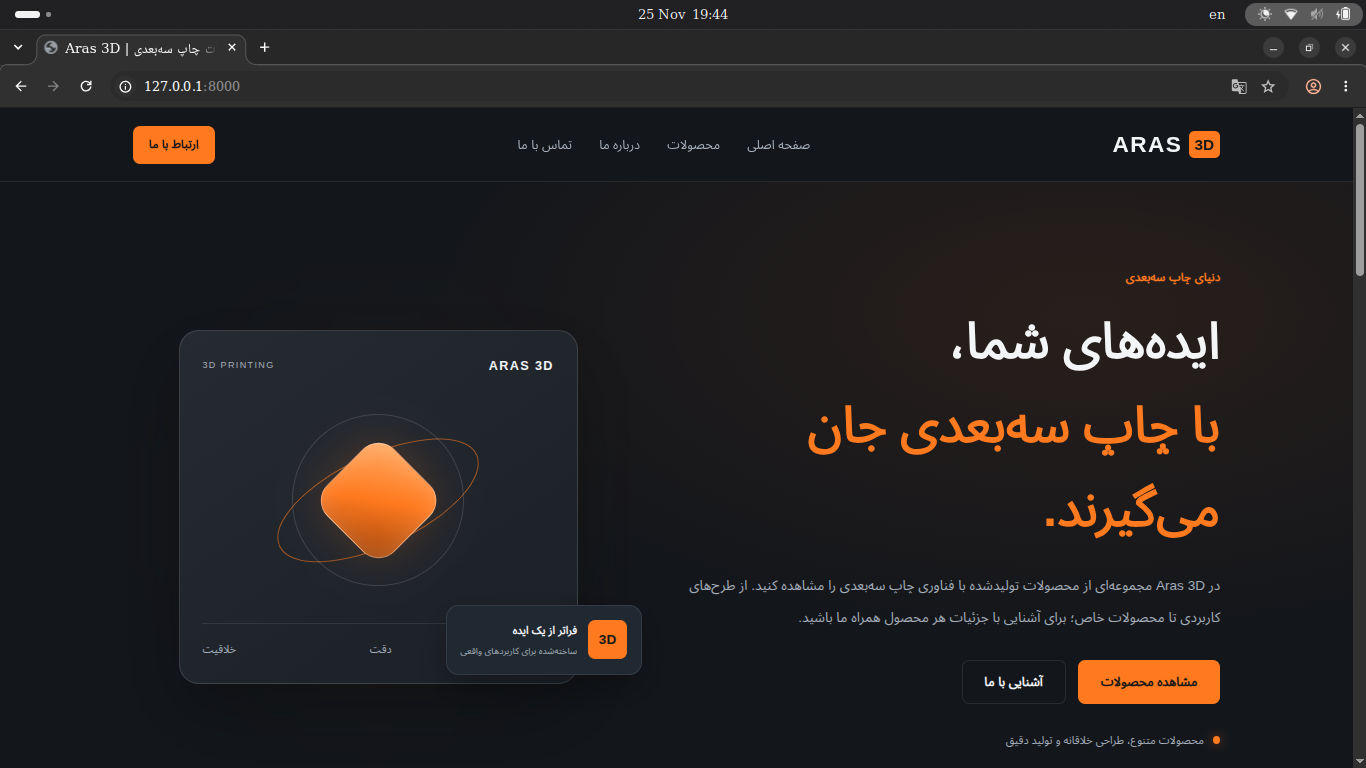 25 Nov 19:44
en
Aras 3D | ت چاپ سه‌بعدی
127.0.0.1:8000
ARAS 3D
صفحه اصلی
محصولات
درباره ما
تماس با ما
ارتباط با ما
دنیای چاپ سه‌بعدی
ایده‌های شما،
با چاپ سه‌بعدی جان
می‌گیرند.
در Aras 3D مجموعه‌ای از محصولات تولیدشده با فناوری چاپ سه‌بعدی را مشاهده کنید. از طرح‌های
کاربردی تا محصولات خاص؛ برای آشنایی با جزئیات هر محصول همراه ما باشید.
مشاهده محصولات
آشنایی با ما
محصولات متنوع، طراحی خلاقانه و تولید دقیق
ARAS 3D
3D PRINTING
3D
فراتر از یک ایده
ساخته‌شده برای کاربردهای واقعی
دقت
خلاقیت